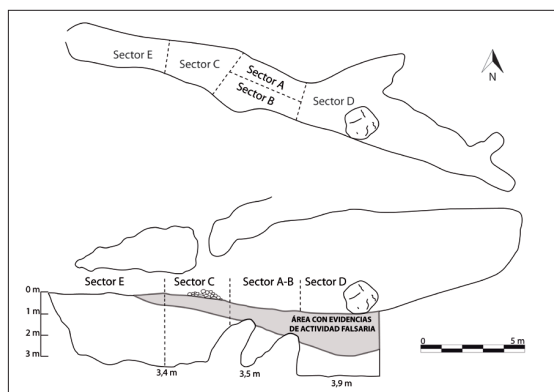 Sector E
Sector C
Sector A
Sector B
Sector D
N
Sector E
Sector C
Sector A-B
Sector D
0 m
1 m
2 m
3 m
ÁREA CON EVIDENCIAS
DE ACTIVIDAD FALSARIA
0
5 m
3,4 m
3,5 m
3,9 m